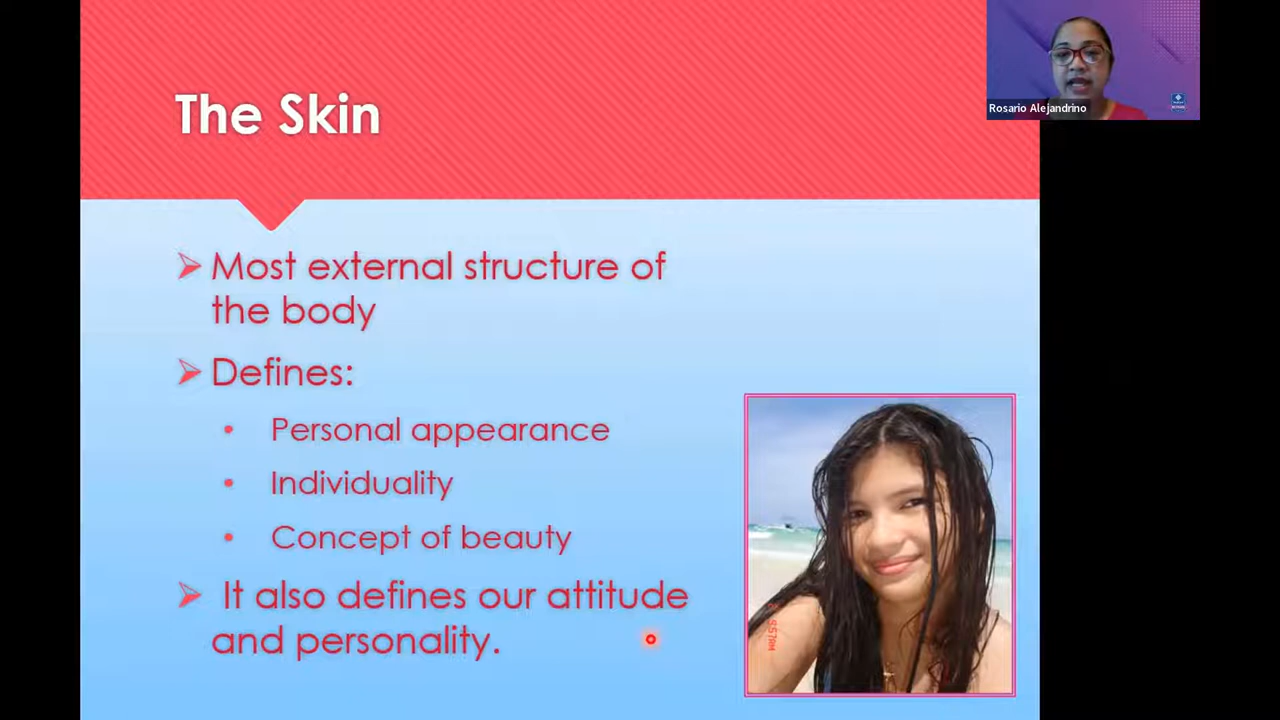 The Skin
Rosario Alejandrino
➢ Most external structure of
the body
➢ Defines:
• Personal appearance
• Individuality
• Concept of beauty
➢ It also defines our attitude
and personality.